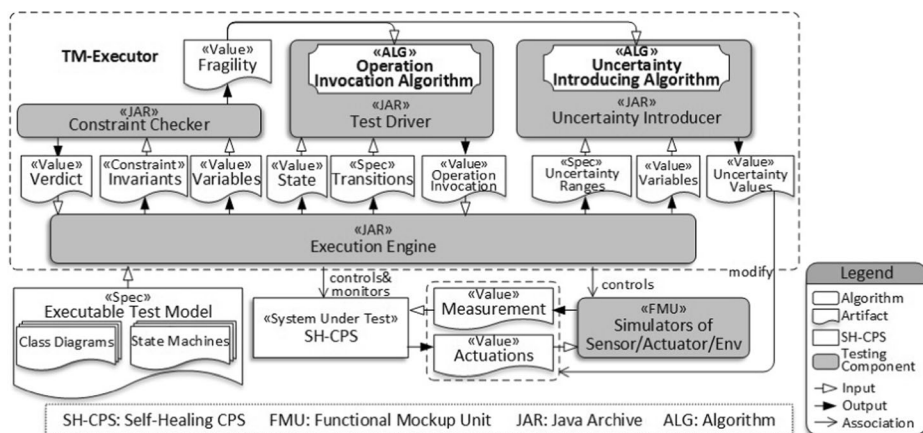 TM-Executor
«Value»
Fragility
«ALG»
Operation
Invocation Algorithm
«JAR»
Test Driver
«ALG»
Uncertainty
Introducing Algorithm
«JAR»
Uncertainty Introducer
«JAR»
Constraint Checker
«Value»
Verdict
«Constraint»
Invariants
«Value»
Variables
«Value»
State
«Spec»
Transitions
«Value»
Operation
Invocation
«Spec»
Uncertainty
Ranges
«Value»
Variables
«Value»
Uncertainty
Values
«JAR»
Execution Engine
controls&
monitors
controls
modify
«Spec»
Executable Test Model
Class Diagrams
State Machines
«System Under Test»
SH-CPS
«Value»
Measurement
«Value»
Actuations
«FMU»
Simulators of
Sensor/Actuator/Env
Legend
Algorithm
Artifact
SH-CPS
Testing
Component
Input
Output
Association
SH-CPS: Self-Healing CPS FMU: Functional Mockup Unit JAR: Java Archive ALG: Algorithm